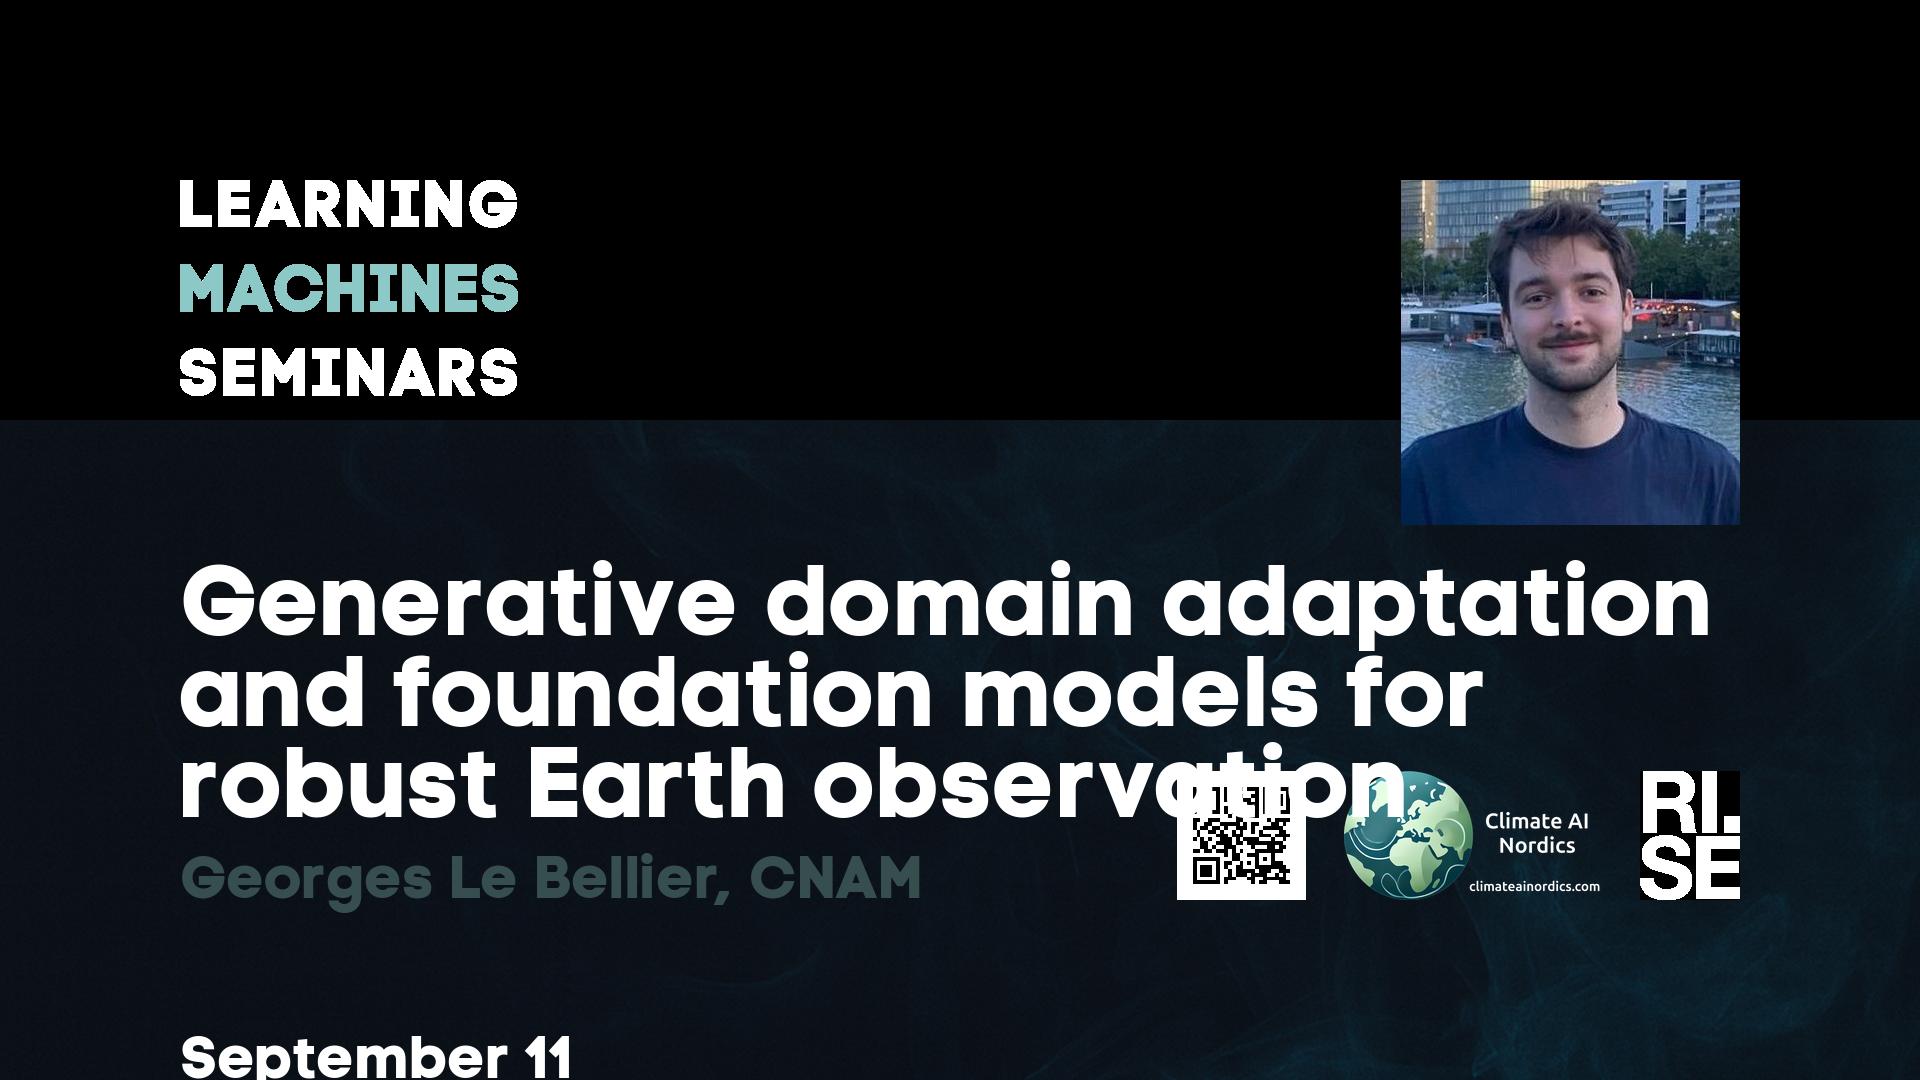 LEARNING
MACHINES
SEMINARS
Generative domain adaptation
and foundation models for
robust Earth observation
Georges Le Bellier, CNAM
Climate AI
Nordics
climateainordics.com
RI.
SE
September 11